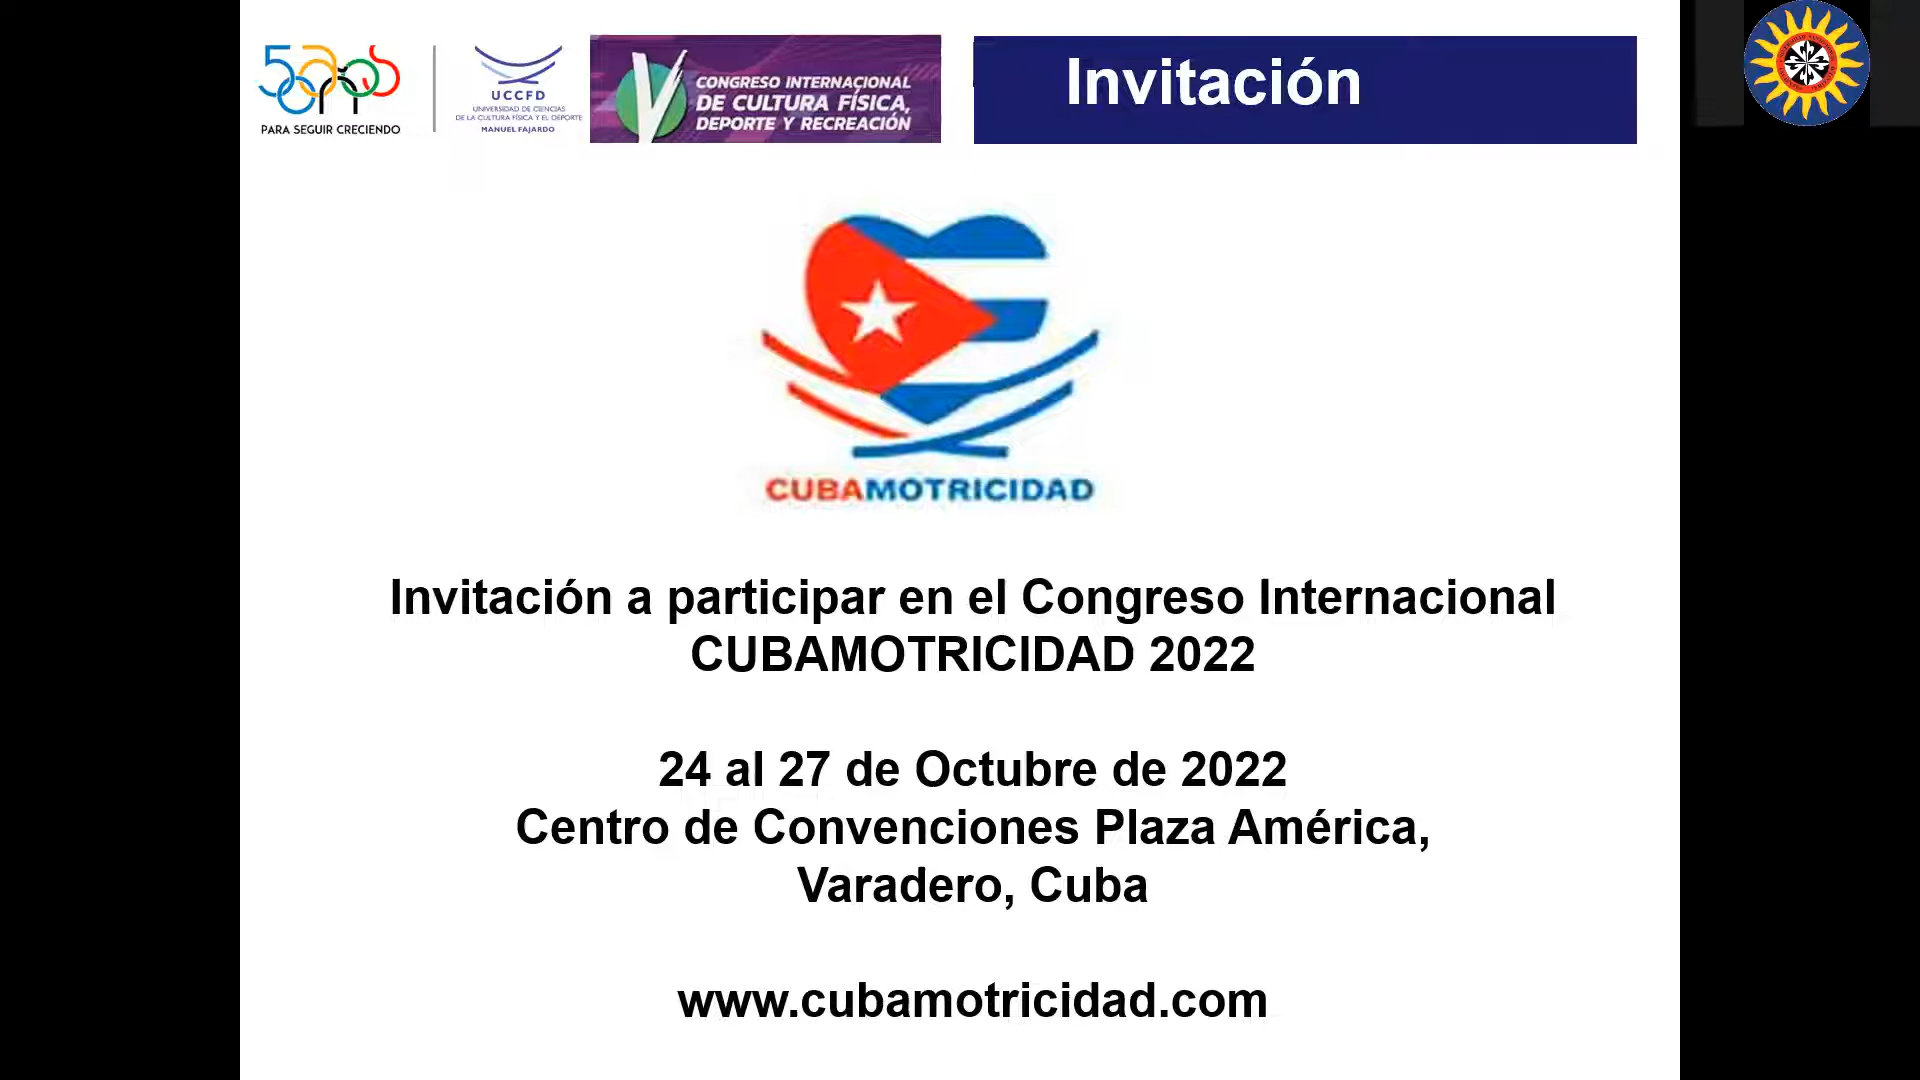 50 AÑOS
PARA SEGUIR CRECIENDO
UCCFD
UNIVERSIDAD DE CIENCIAS
DE LA CULTURA FÍSICA Y EL DEPORTE
MANUEL FAJARDO
V
CONGRESO INTERNACIONAL
DE CULTURA FÍSICA,
DEPORTE Y RECREACIÓN
Invitación
CUBAMOTRICIDAD
Invitación a participar en el Congreso Internacional
CUBAMOTRICIDAD 2022
24 al 27 de Octubre de 2022
Centro de Convenciones Plaza América,
Varadero, Cuba
www.cubamotricidad.com